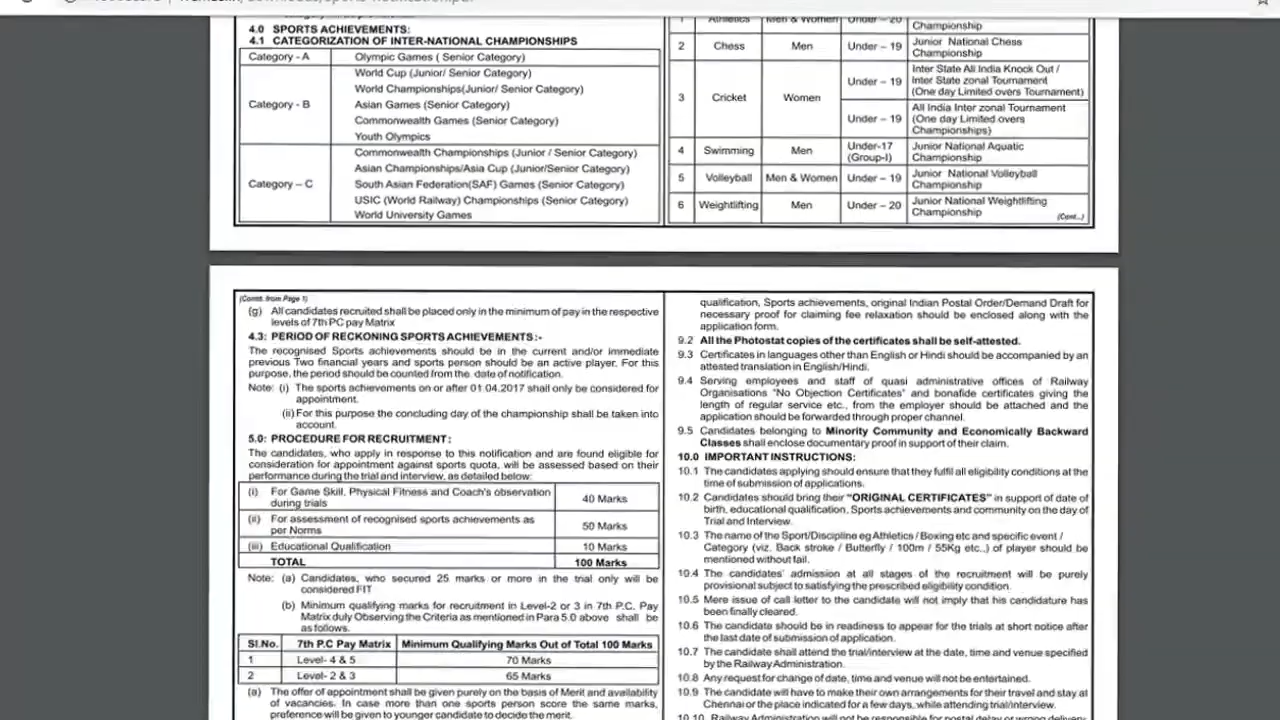 4.0 SPORTS ACHIEVEMENTS:
4.1 CATEGORIZATION OF INTER-NATIONAL CHAMPIONSHIPS
Category - A Olympic Games ( Senior Category)
Category - B
World Cup (Junior/ Senior Category)
World Championships(Junior/ Senior Category)
Asian Games (Senior Category)
Commonwealth Games (Senior Category)
Youth Olympics
Category – C
Commonwealth Championships (Junior / Senior Category)
Asian Championships/Asia Cup (Junior/Senior Category)
South Asian Federation(SAF) Games (Senior Category)
USIC (World Railway) Championships (Senior Category)
World University Games
1 Athletics Men & Women Under – 20 Championship
2 Chess Men Under – 19 Junior National Chess
Championship
3 Cricket Women
Under – 19 Inter State All India Knock Out /
Inter State zonal Tournament
(One day Limited overs Tournament)
Under – 19 All India Inter zonal Tournament
(One day Limited overs
Championships)
4 Swimming Men Under-17
(Group-I) Junior National Aquatic
Championship
5 Volleyball Men & Women Under – 19 Junior National Volleyball
Championship
6 Weightlifting Men Under – 20 Junior National Weightlifting
Championship
(Cont...)
(Contt. from Page 1)
(g) All candidates recruited shall be placed only in the minimum of pay in the respective
levels of 7th PC pay Matrix
4.3: PERIOD OF RECKONING SPORTS ACHIEVEMENTS:-
The recognised Sports achievements should be in the current and/or immediate
previous Two financial years and sports person should be an active player. For this
purpose, the period should be counted from the date of notification.
Note: (i) The sports achievements on or after 01.04.2017 shall only be considered for
appointment.
(ii) For this purpose the concluding day of the championship shall be taken into
account.
5.0: PROCEDURE FOR RECRUITMENT:
The candidates, who apply in response to this notification and are found eligible for
consideration for appointment against sports quota, will be assessed based on their
performance during the trial and interview, as detailed below:
(i) For Game Skill, Physical Fitness and Coach's observation
during trials 40 Marks
(ii) For assessment of recognised sports achievements as
per Norms 50 Marks
(iii) Educational Qualification 10 Marks
TOTAL 100 Marks
Note: (a) Candidates, who secured 25 marks or more in the trial only will be
considered FIT
(b) Minimum qualifying marks for recruitment in Level-2 or 3 in 7th P.C. Pay
Matrix duly Observing the Criteria as mentioned in Para 5.0 above shall be
as follows.
Sl.No. 7th P.C Pay Matrix Minimum Qualifying Marks Out of Total 100 Marks
1 Level- 4 & 5 70 Marks
2 Level- 2 & 3 65 Marks
(a) The offer of appointment shall be given purely on the basis of Merit and availability
of vacancies. In case more than one sports person score the same marks,
preference will be given to younger candidate to decide the merit.
qualification, Sports achievements, original Indian Postal Order/Demand Draft for
necessary proof for claiming fee relaxation should be enclosed along with the
application form.
9.2 All the Photostat copies of the certificates shall be self-attested.
9.3 Certificates in languages other than English or Hindi should be accompanied by an
attested translation in English/Hindi.
9.4 Serving employees and staff of quasi administrative offices of Railway
Organisations "No Objection Certificates" and bonafide certificates giving the
length of regular service etc., from the employer should be attached and the
application should be forwarded through proper channel.
9.5 Candidates belonging to Minority Community and Economically Backward
Classes shall enclose documentary proof in support of their claim.
10.0 IMPORTANT INSTRUCTIONS:
10.1 The candidates applying should ensure that they fulfil all eligibility conditions at the
time of submission of applications.
10.2 Candidates should bring their "ORIGINAL CERTIFICATES" in support of date of
birth, educational qualification, Sports achievements and community on the day of
Trial and Interview.
10.3 The name of the Sport/Discipline eg Athletics / Boxing etc and specific event /
Category (viz. Back stroke / Butterfly / 100m / 55Kg etc.,) of player should be
mentioned without fail.
10.4 The candidates' admission at all stages of the recruitment will be purely
provisional subject to satisfying the prescribed eligibility condition.
10.5 Mere issue of call letter to the candidate will not imply that his candidature has
been finally cleared.
10.6 The candidate should be in readiness to appear for the trials at short notice after
the last date of submission of application.
10.7 The candidate shall attend the trial/interview at the date, time and venue specified
by the Railway Administration.
10.8 Any request for change of date, time and venue will not be entertained.
10.9 The candidate will have to make their own arrangements for their travel and stay at
Chennai or the place indicated for a few days, while attending trial/interview.
10.10 Railway Administration will not be responsible for postal delay or wrong delivery